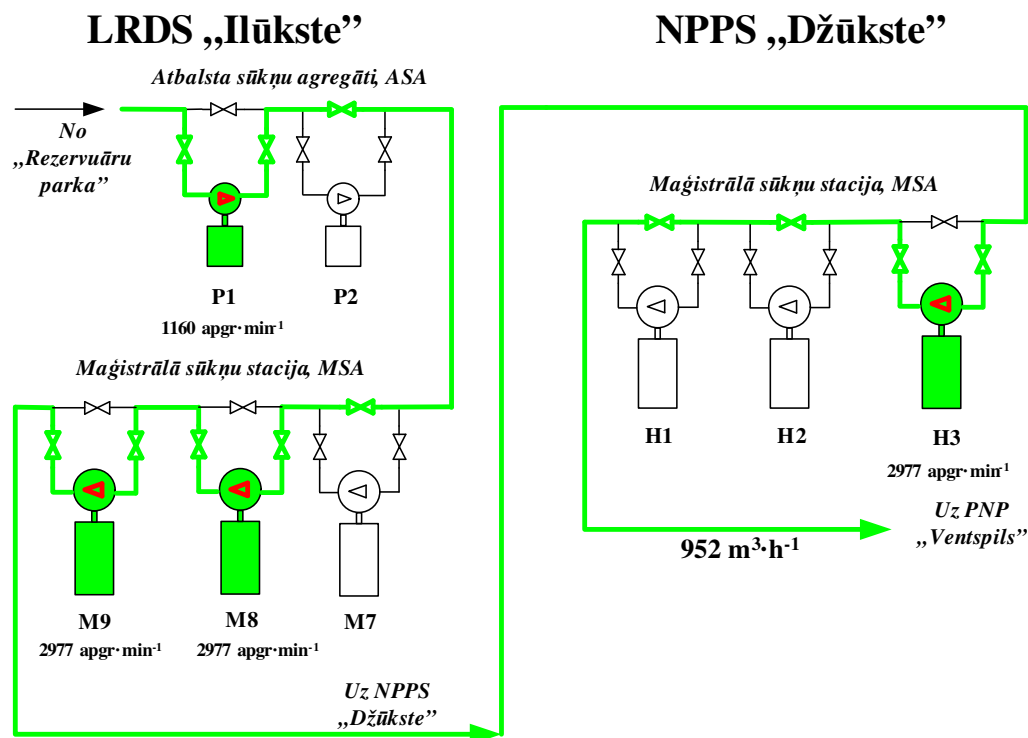 LRDS „Ilūkste”
Atbalsta sūkņu agregāti, ASA
No
„Rezervuāru
parka”
P1
P2
1160 apgr·min-1
Maģistrālā sūkņu stacija, MSA
M9
M8
M7
2977 apgr·min-1
2977 apgr·min-1
Uz NPPS
„Džūkste”
NPPS „Džūkste”
Maģistrālā sūkņu stacija, MSA
H1
H2
H3
2977 apgr·min-1
Uz PNP
„Ventspils”
952 m³·h-1